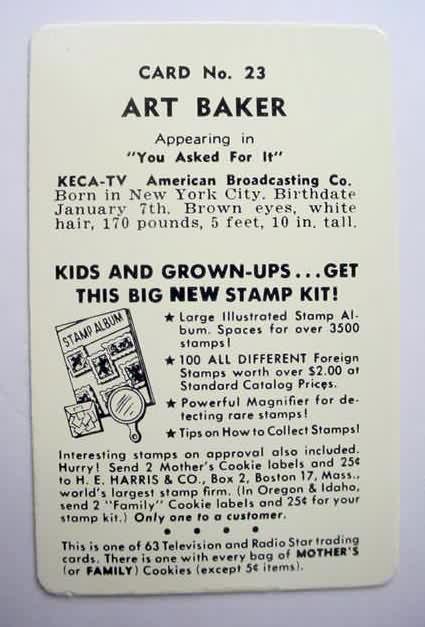 CARD No. 23
ART BAKER
Appearing in
"You Asked For It"
KECA-TV American Broadcasting Co.
Born in New York City. Birthdate
January 7th. Brown eyes, white
hair, 170 pounds, 5 feet, 10 in. tall.
KIDS AND GROWN-UPS...GET
THIS BIG NEW STAMP KIT!
STAMP ALBUM
★ Large Illustrated Stamp Al-
bum. Spaces for over 3500
stamps!
★ 100 ALL DIFFERENT Foreign
Stamps worth over $2.00 at
Standard Catalog Prices.
★ Powerful Magnifier for de-
tecting rare stamps!
★ Tips on How to Collect Stamps!
Interesting stamps on approval also included.
Hurry! Send 2 Mother's Cookie labels and 25¢
to H. E. HARRIS & CO., Box 2, Boston 17, Mass.,
world's largest stamp firm. (In Oregon & Idaho,
send 2 "Family" Cookie labels and 25¢ for your
stamp kit.) Only one to a customer.
• • • •
This is one of 63 Television and Radio Star trading
cards. There is one with every bag of MOTHER'S
(or FAMILY) Cookies (except 5¢ items).